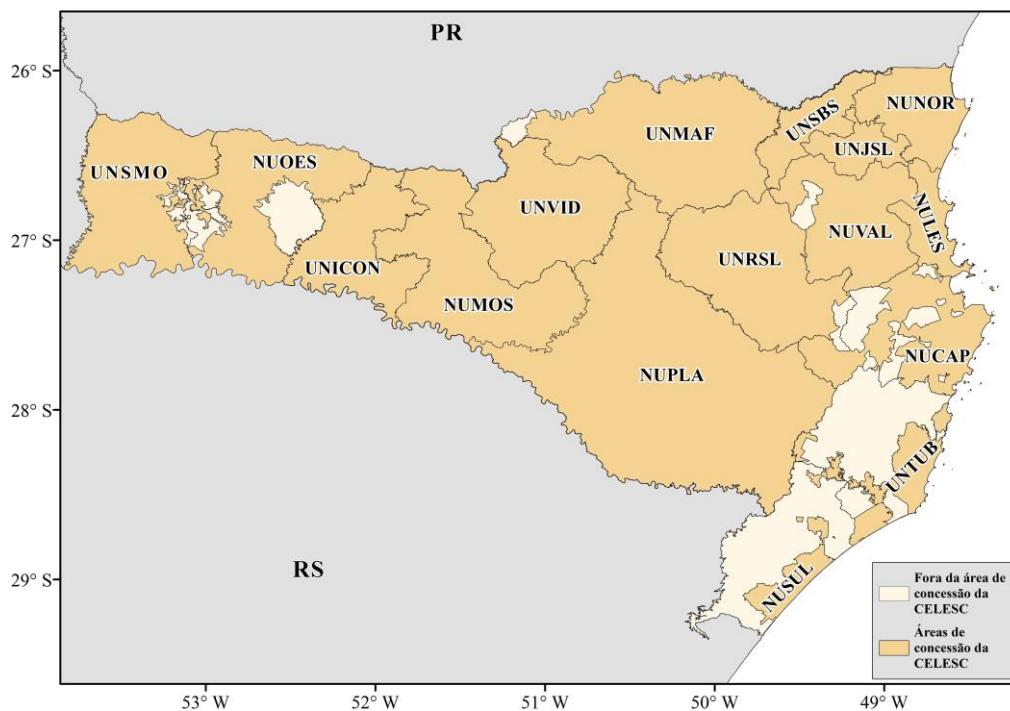 PR
26° S
27° S
28° S
29° S
UNSMO
NUOES
UNICON
NUMOS
UNVID
UNMAF
UNSBS
NUNOR
UNJSL
NUVAL
NULES
UNRSL
NUPLA
NUCAP
UNTUB
NUSUL
RS
Fora da área de
concessão da
CELESC
Áreas de
concessão da
CELESC
53° W
52° W
51° W
50° W
49° W